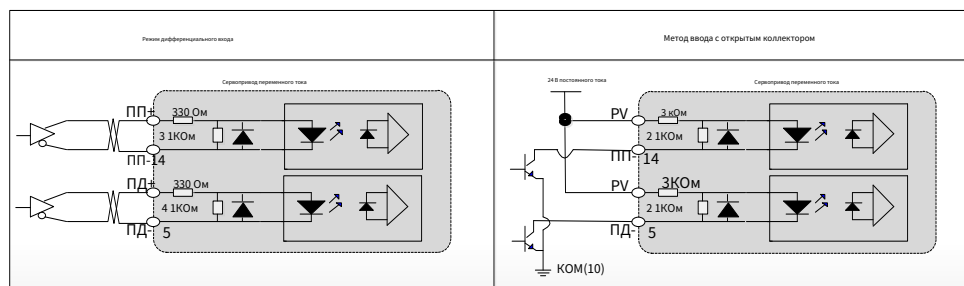 Режим дифференциального входа
Метод ввода с открытым коллектором
Сервопривод переменного тока
ПП+
330 Ом
3 1КОм
ПП-14
ПД+
330 Ом
4 1КОм
ПД-
5
24 В постоянного тока
Сервопривод переменного тока
PV
3 кОм
2 1КОм
ПП-
14
PV
3КОм
2 1КОм
ПД-
5
КОМ(10)